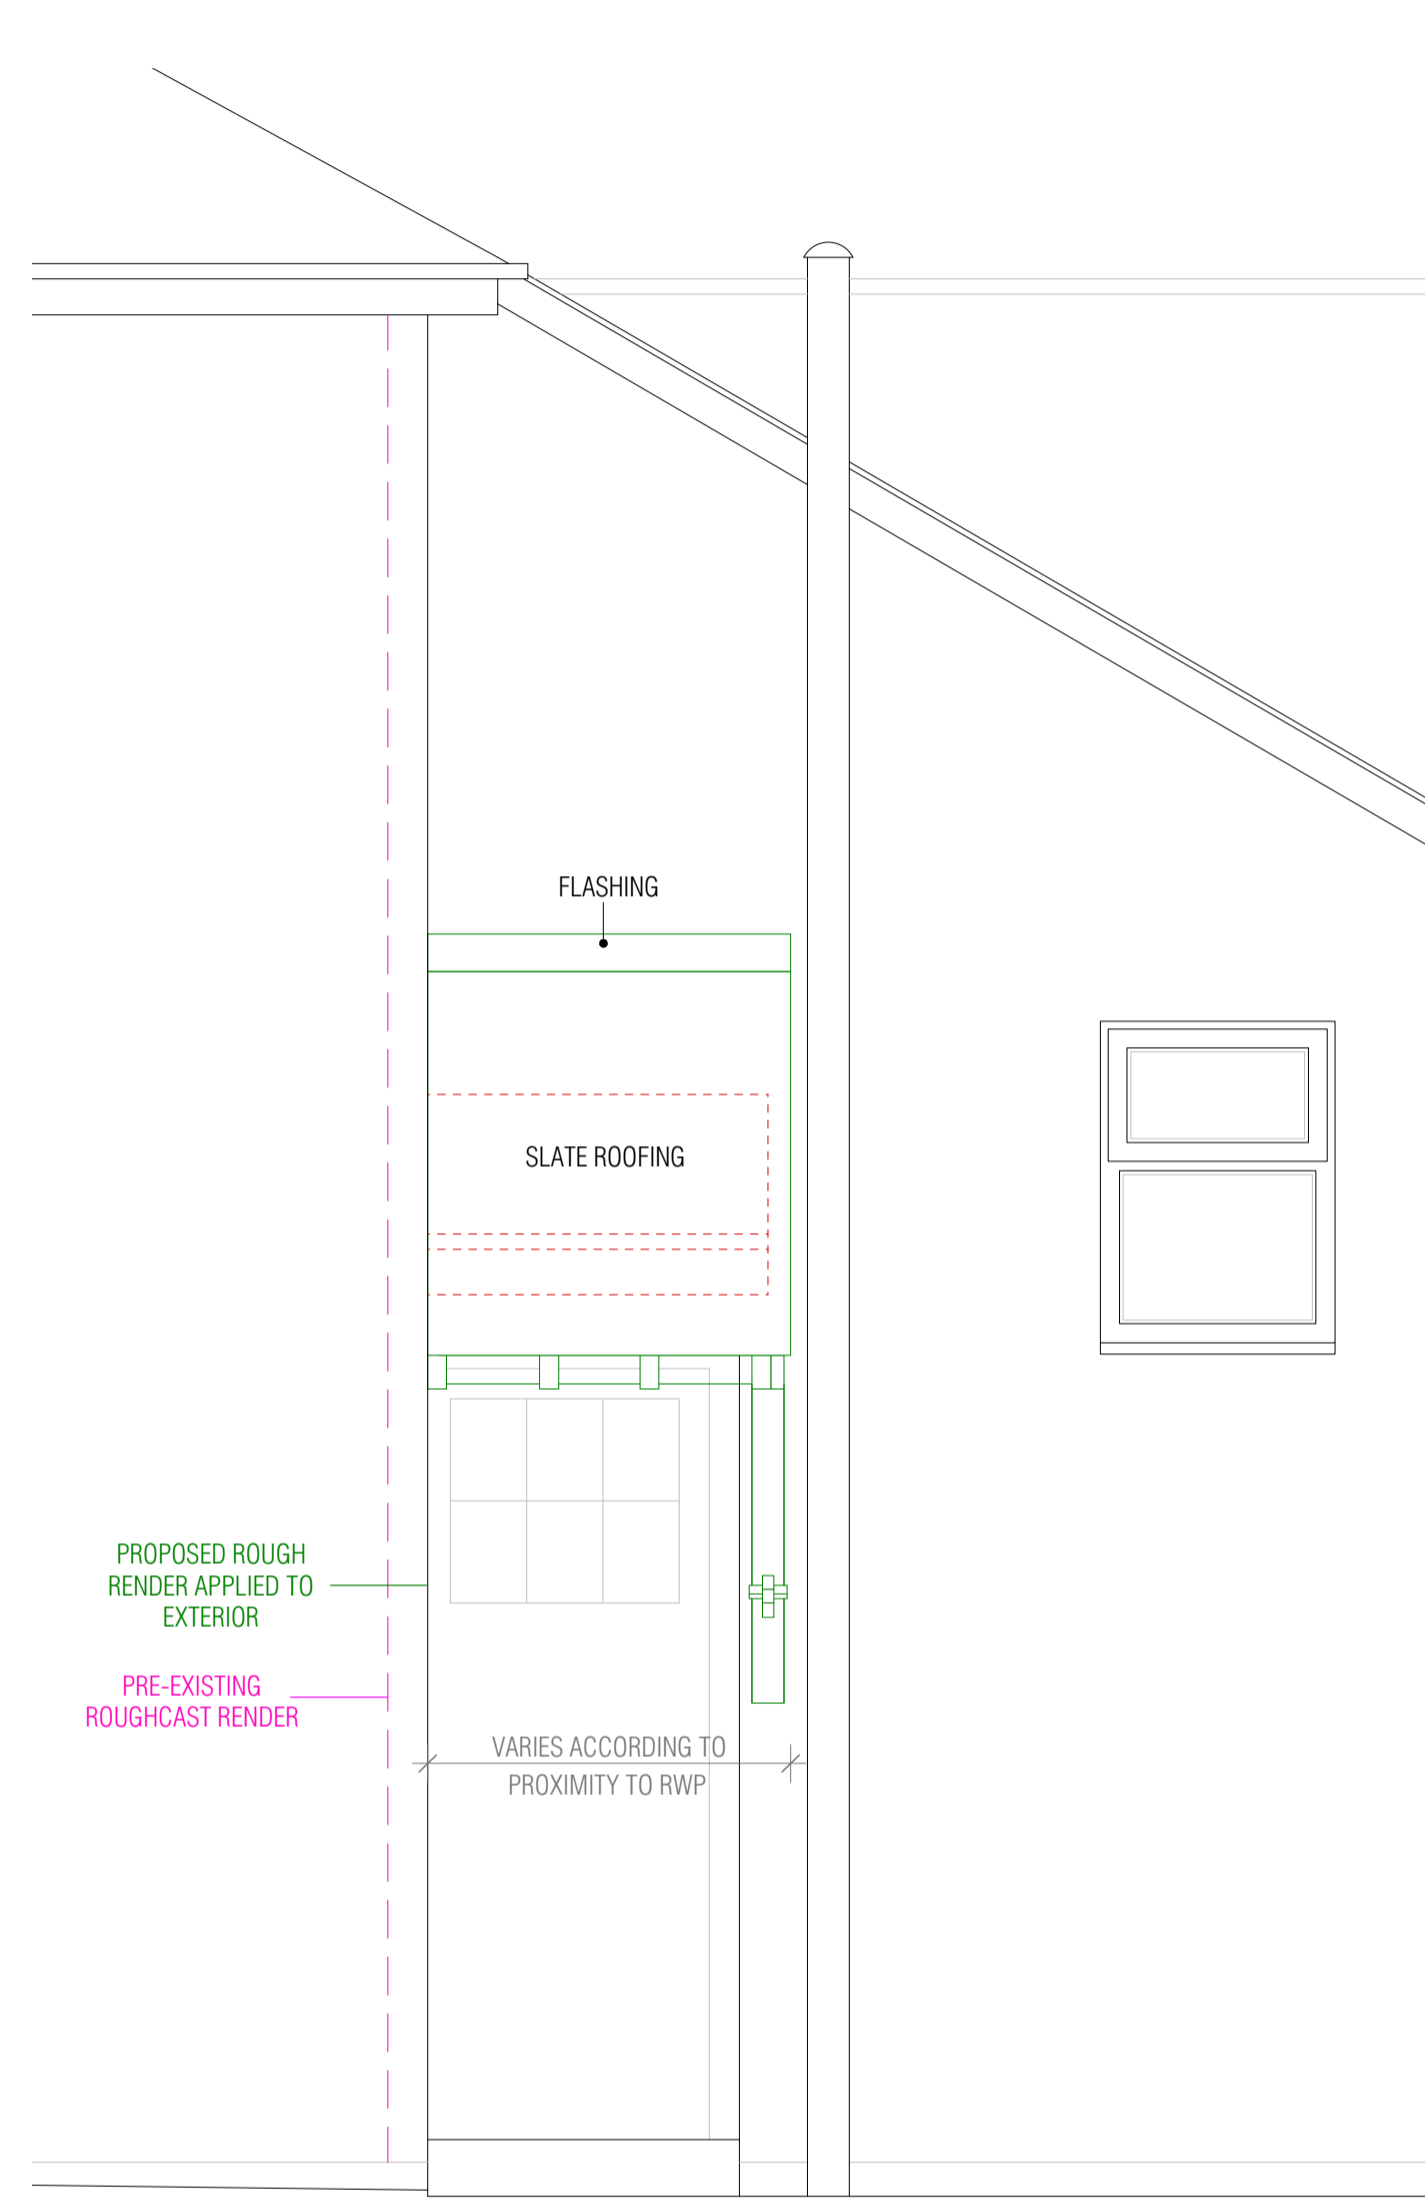 FLASHING
SLATE ROOFING
PROPOSED ROUGH
RENDER APPLIED TO
EXTERIOR
PRE-EXISTING
ROUGHCAST RENDER
VARIES ACCORDING TO
PROXIMITY TO RWP